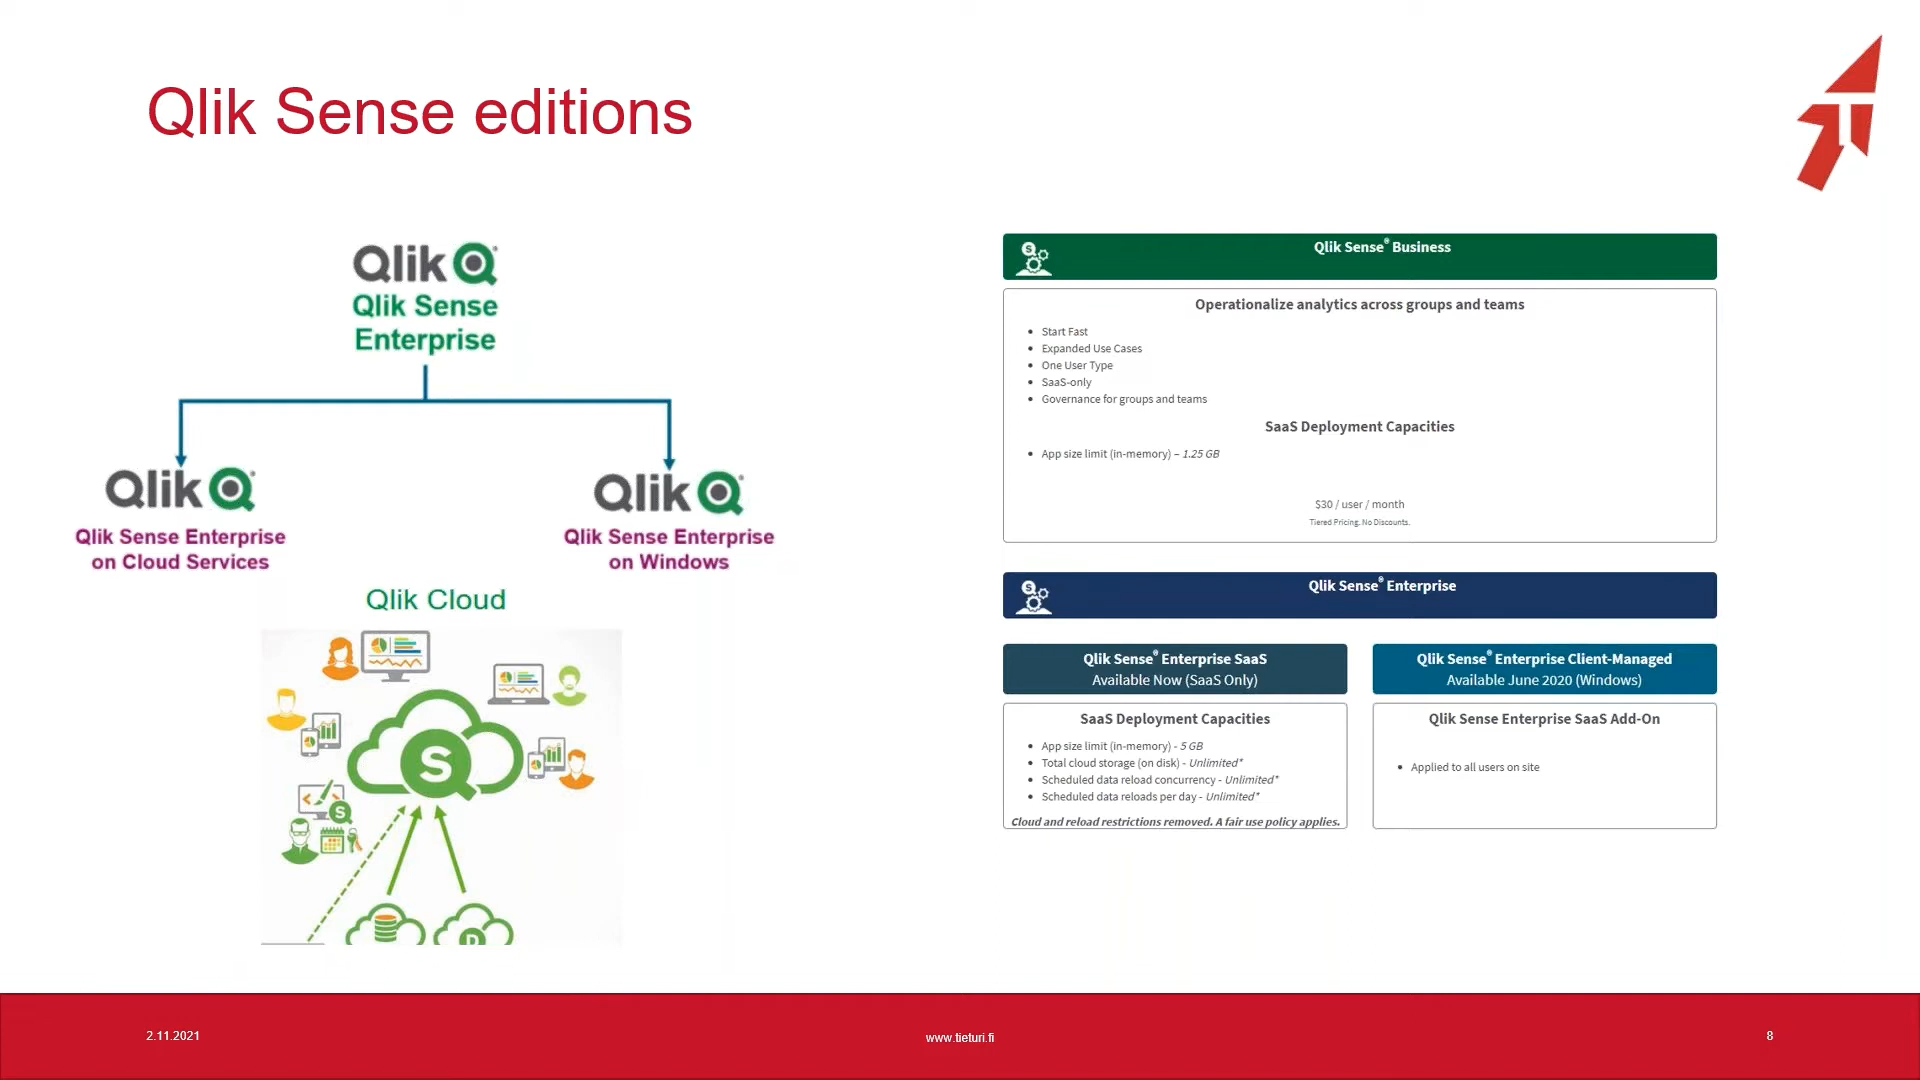 Qlik Sense editions
Qlik
Qlik Sense
Enterprise
Qlik
Qlik Sense Enterprise
on Cloud Services
Qlik
Qlik Sense Enterprise
on Windows
Qlik Cloud
S
S
D
S
Qlik Sense® Business
Operationalize analytics across groups and teams
• Start Fast
• Expanded Use Cases
• One User Type
• SaaS-only
• Governance for groups and teams
SaaS Deployment Capacities
• App size limit (in-memory) – 1.25 GB
$30 / user / month
Tiered Pricing. No Discounts.
S
Qlik Sense® Enterprise
Qlik Sense® Enterprise SaaS
Available Now (SaaS Only)
SaaS Deployment Capacities
• App size limit (in-memory) - 5 GB
• Total cloud storage (on disk) - Unlimited*
• Scheduled data reload concurrency - Unlimited*
• Scheduled data reloads per day - Unlimited*
Cloud and reload restrictions removed. A fair use policy applies.
Qlik Sense® Enterprise Client-Managed
Available June 2020 (Windows)
Qlik Sense Enterprise SaaS Add-On
• Applied to all users on site
2.11.2021
www.tieturi.fi
8